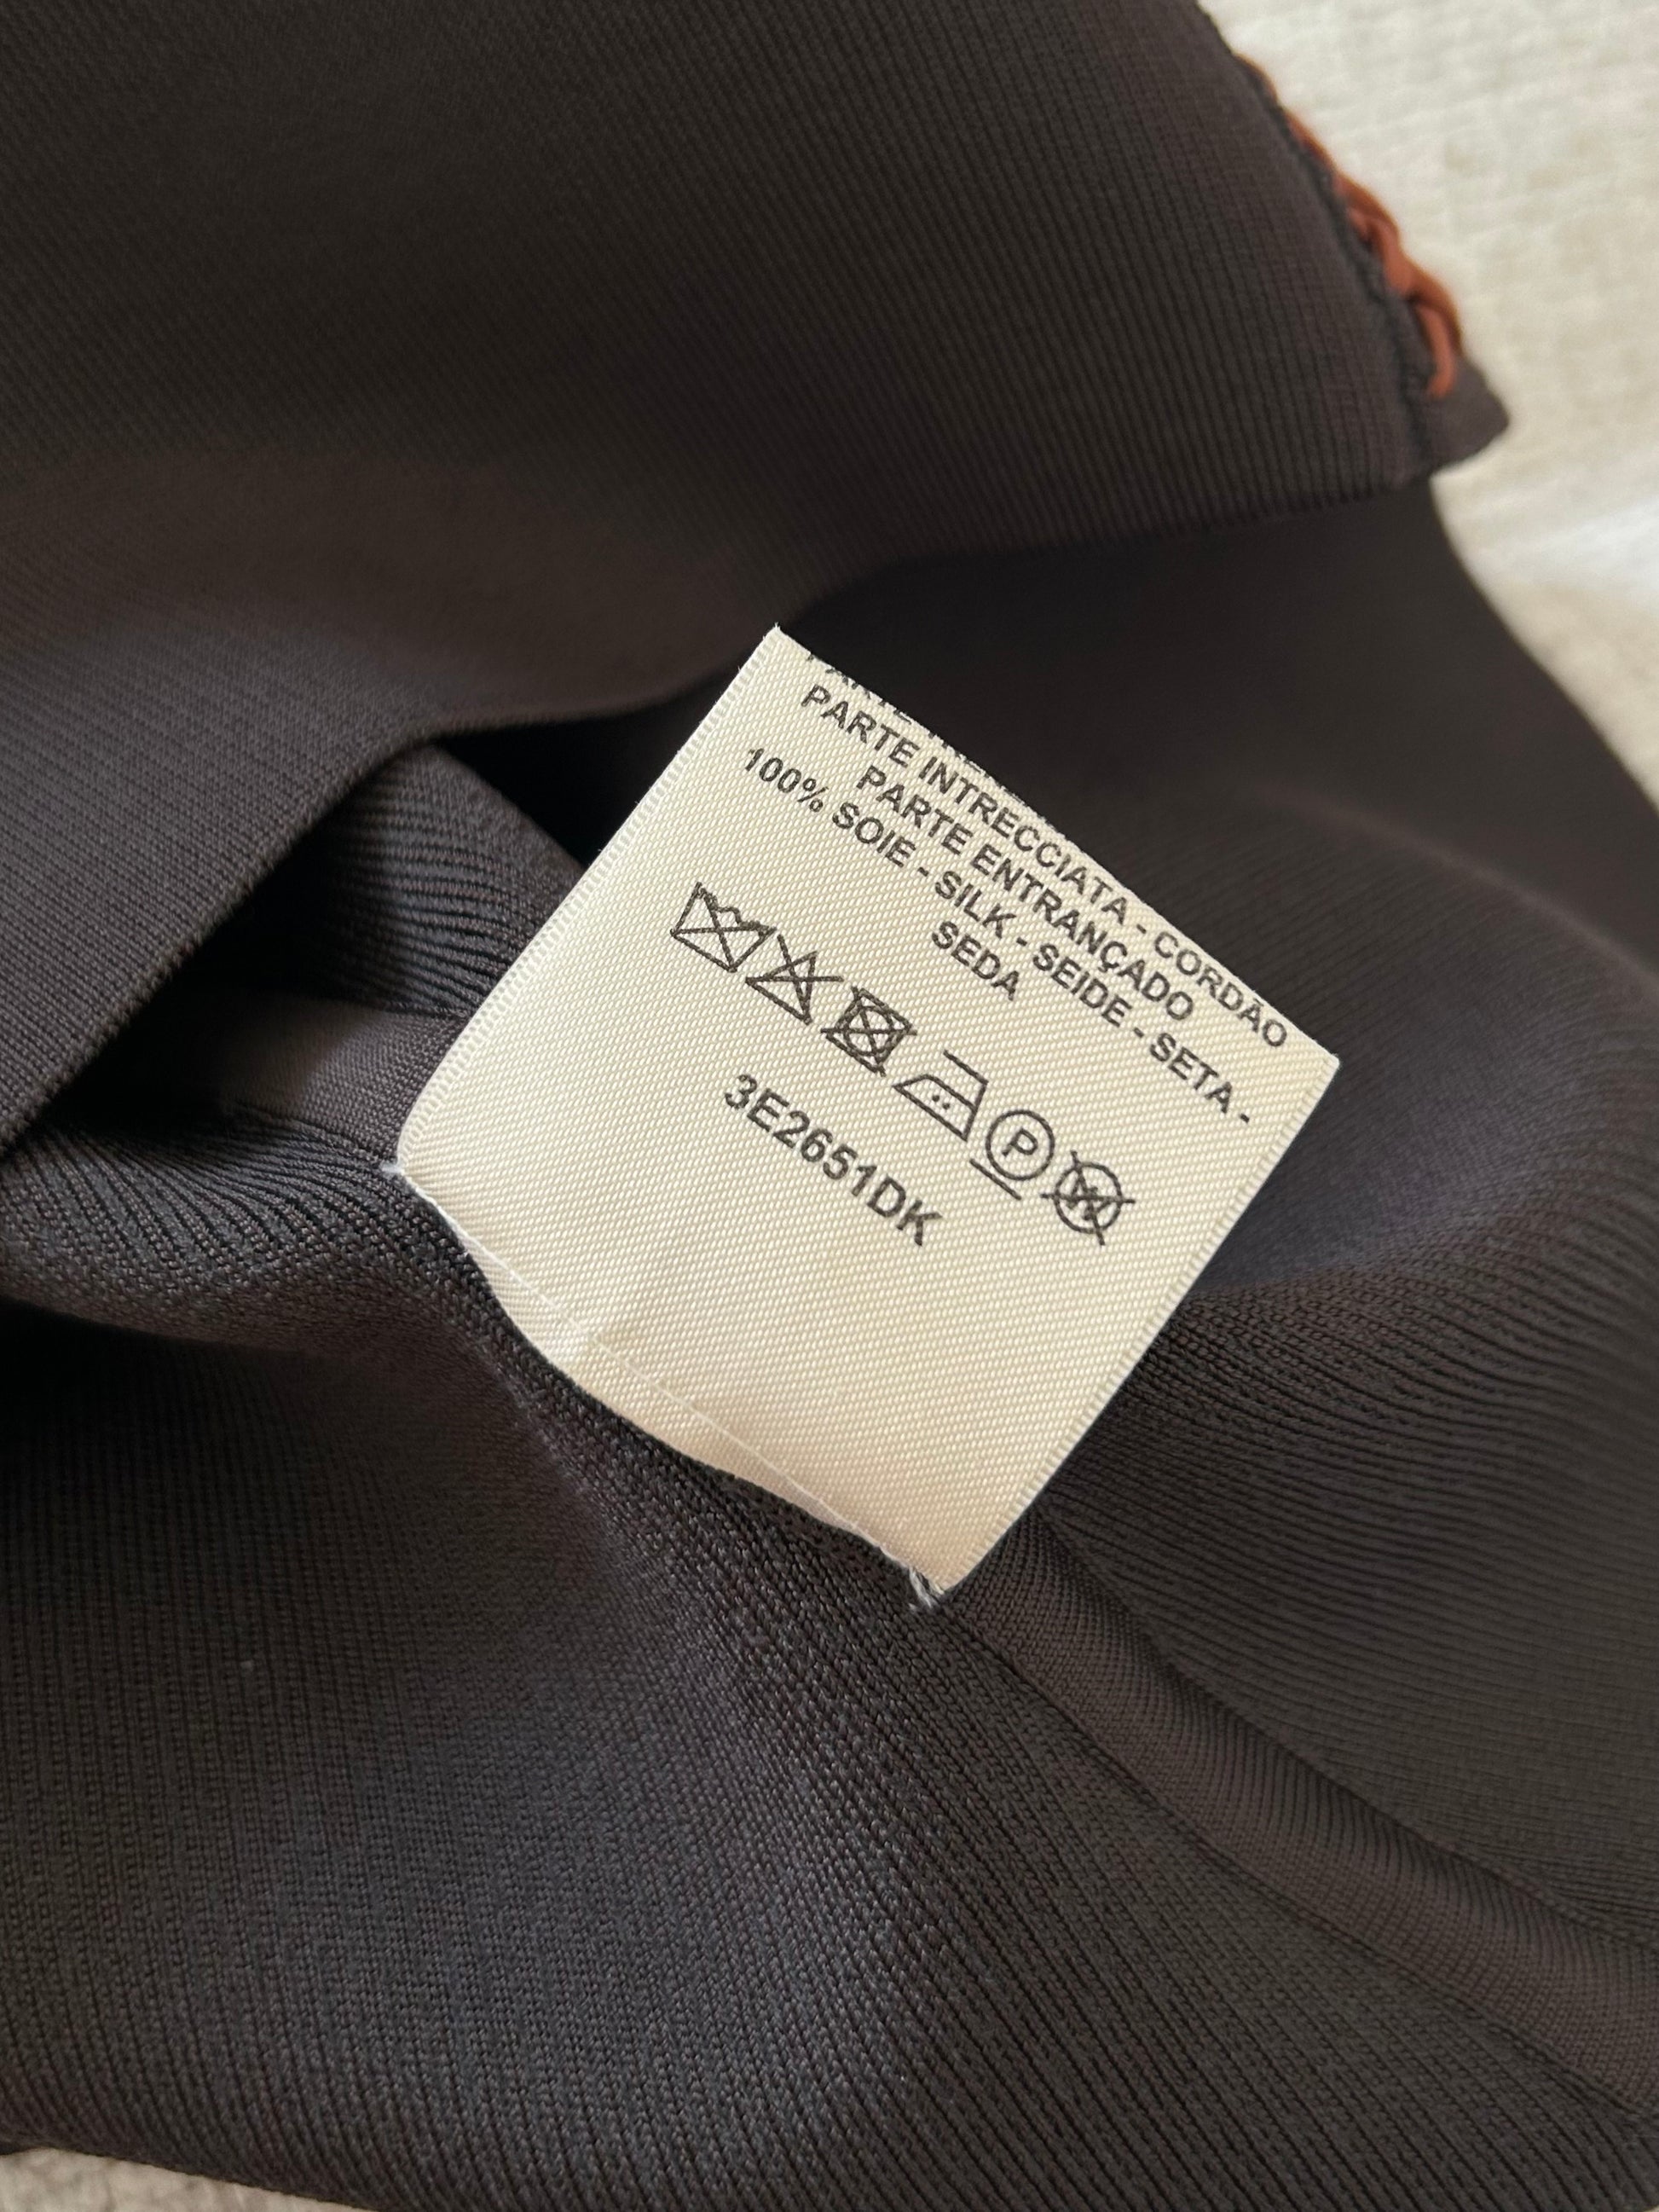 PARTE INTRECCIATA - CORDÃO
PARTE ENTRANÇADO
100% SOIE - SILK - SEIDE - SETA -
SEDA
P W
3E2651DK